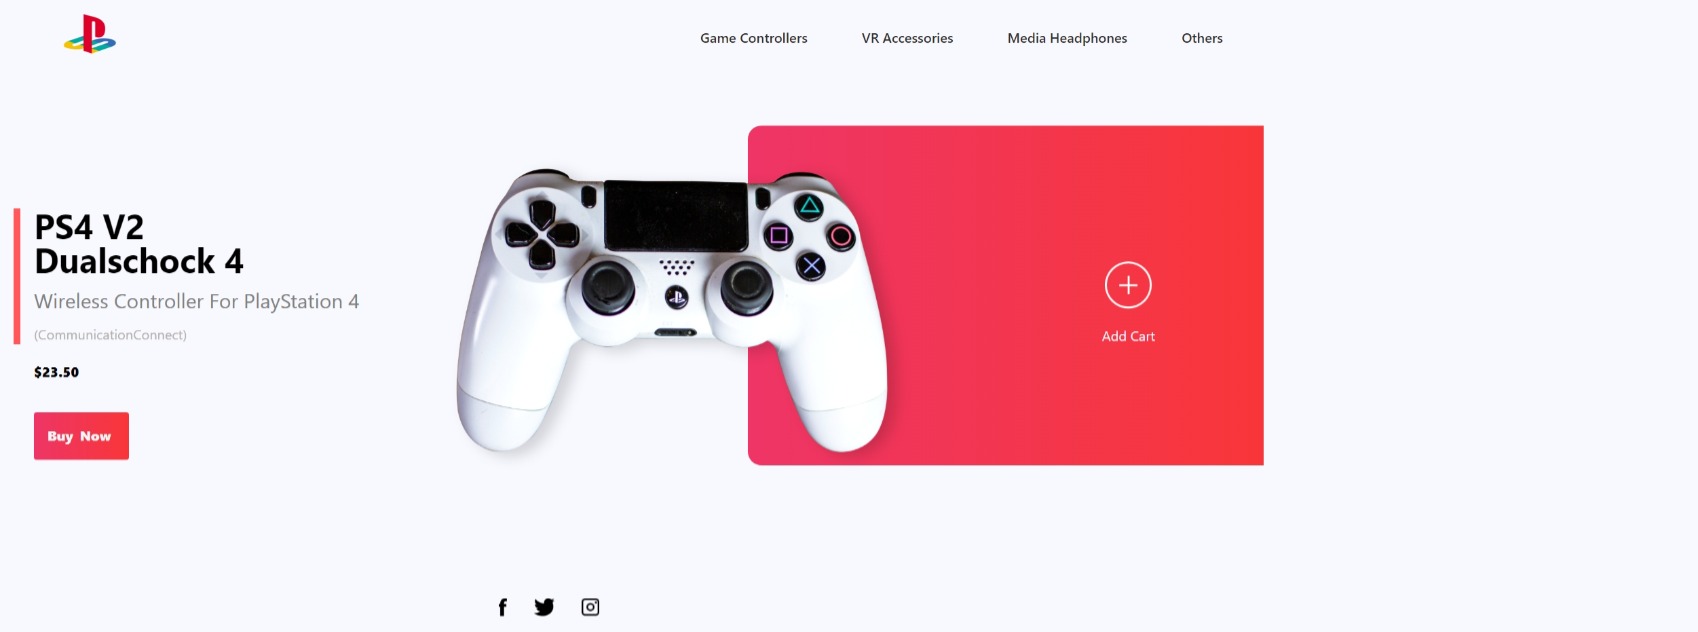 Game Controllers
VR Accessories
Media Headphones
Others
PS4 V2
Dualschock 4
Wireless Controller For PlayStation 4
(CommunicationConnect)
$23.50
Buy Now
Add Cart